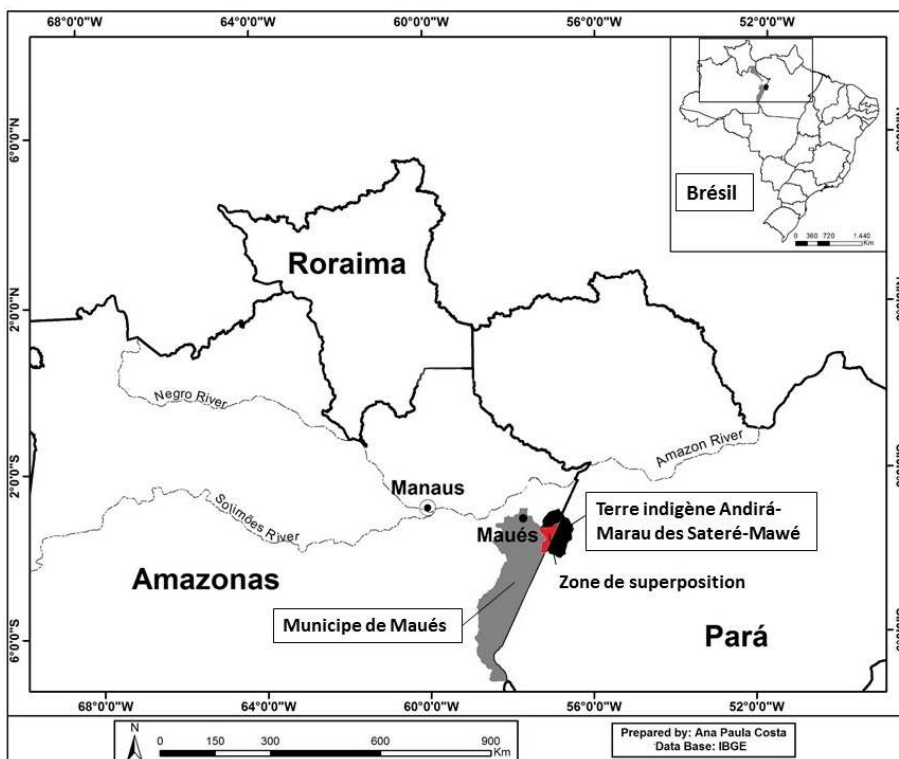 68°0'0"W 64°0'0"W 60°0'0"W 56°0'0"W 52°0'0"W
Brésil
0 360 720 1.440
Km
6°0'0"N
Roraima
2°0'0"N
Negro River
Amazon River
2°0'0"S
Manaus
Solimões River
Maués
Terre indigène Andirá-
Marau des Sateré-Mawé
Zone de superposition
Amazonas
Municipe de Maués
Pará
6°0'0"S
68°0'0"W 64°0'0"W 60°0'0"W 56°0'0"W 52°0'0"W
N
0 150 300 600 900
Km
Prepared by: Ana Paula Costa
Data Base: IBGE